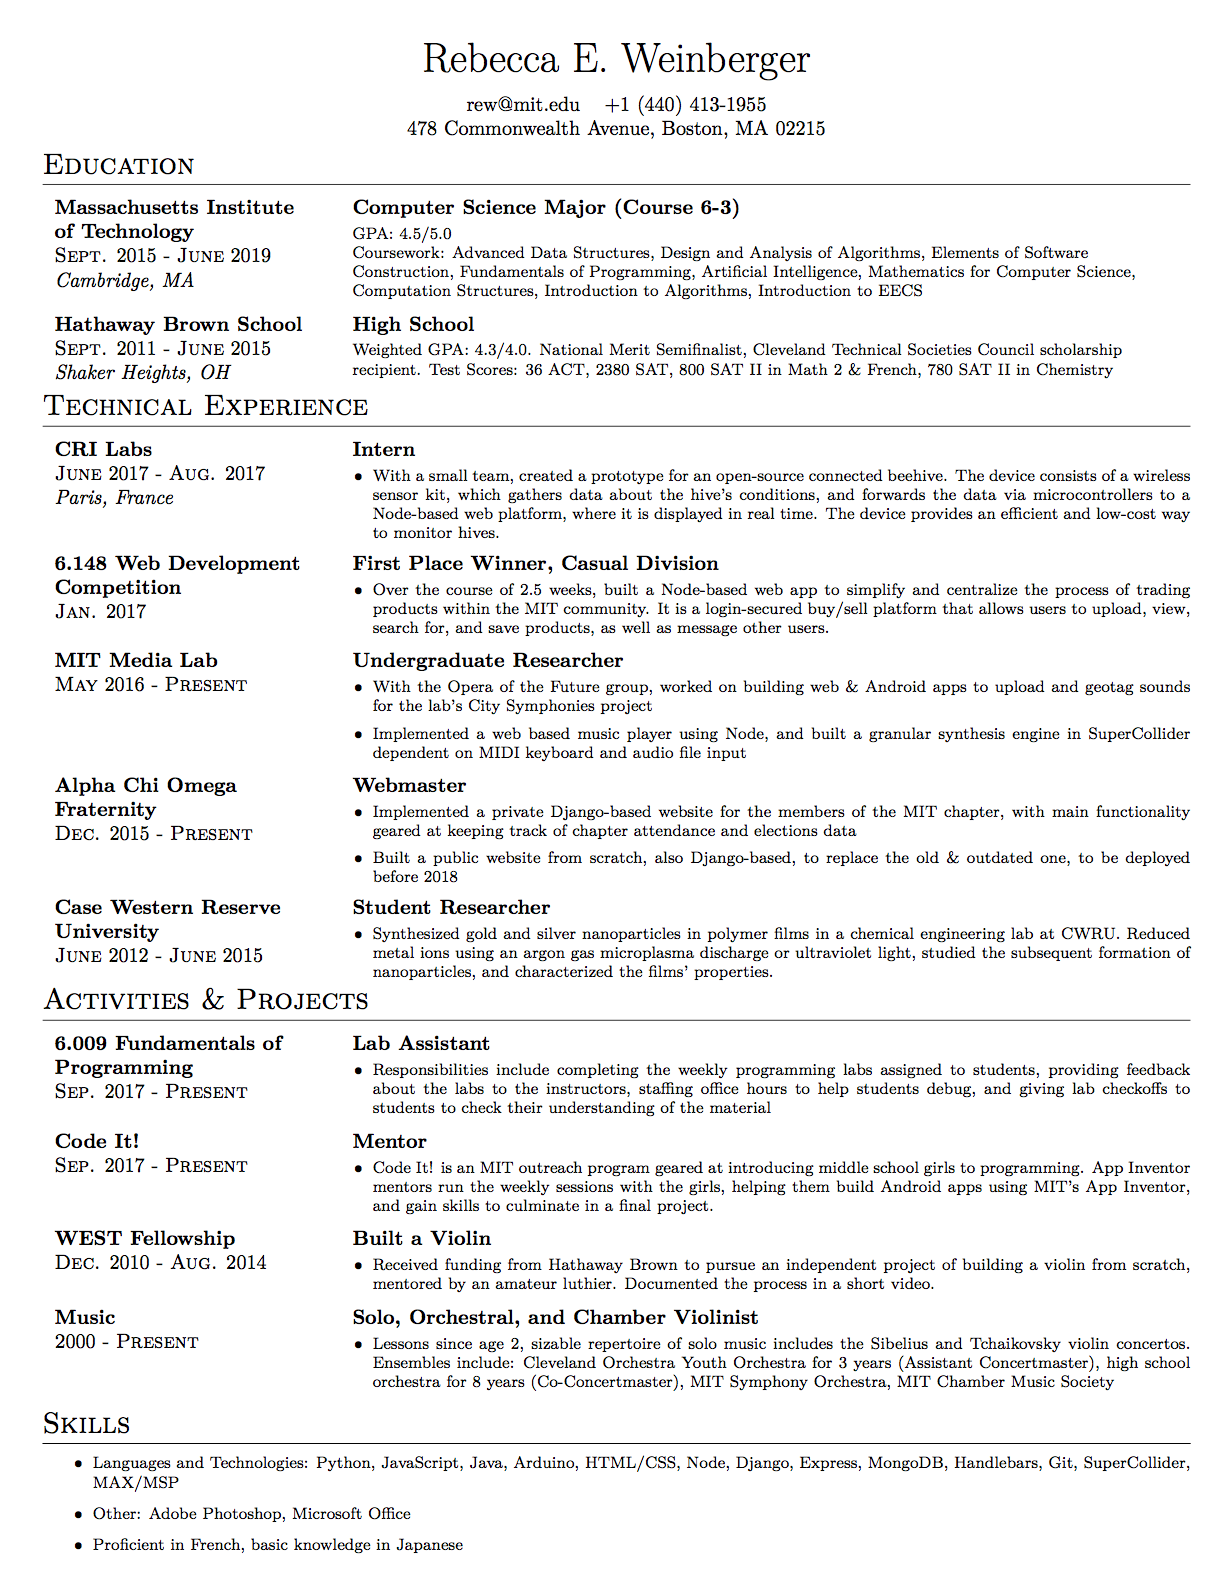 Rebecca E. Weinberger
rew@mit.edu +1 (440) 413-1955
478 Commonwealth Avenue, Boston, MA 02215
Education
Massachusetts Institute of Technology
Sept. 2015 - June 2019
Cambridge, MA
Computer Science Major (Course 6-3)
GPA: 4.5/5.0
Coursework: Advanced Data Structures, Design and Analysis of Algorithms, Elements of Software
Construction, Fundamentals of Programming, Artificial Intelligence, Mathematics for Computer Science,
Computation Structures, Introduction to Algorithms, Introduction to EECS
Hathaway Brown School
Sept. 2011 - June 2015
Shaker Heights, OH
High School
Weighted GPA: 4.3/4.0. National Merit Semifinalist, Cleveland Technical Societies Council scholarship
recipient. Test Scores: 36 ACT, 2380 SAT, 800 SAT II in Math 2 & French, 780 SAT II in Chemistry
Technical Experience
CRI Labs
June 2017 - Aug. 2017
Paris, France
Intern
• With a small team, created a prototype for an open-source connected beehive. The device consists of a wireless
sensor kit, which gathers data about the hive's conditions, and forwards the data via microcontrollers to a
Node-based web platform, where it is displayed in real time. The device provides an efficient and low-cost way
to monitor hives.
6.148 Web Development
Competition
Jan. 2017
First Place Winner, Casual Division
• Over the course of 2.5 weeks, built a Node-based web app to simplify and centralize the process of trading
products within the MIT community. It is a login-secured buy/sell platform that allows users to upload, view,
search for, and save products, as well as message other users.
MIT Media Lab
May 2016 - Present
Undergraduate Researcher
• With the Opera of the Future group, worked on building web & Android apps to upload and geotag sounds
for the lab's City Symphonies project
• Implemented a web based music player using Node, and built a granular synthesis engine in SuperCollider
dependent on MIDI keyboard and audio file input
Alpha Chi Omega
Fraternity
Dec. 2015 - Present
Webmaster
• Implemented a private Django-based website for the members of the MIT chapter, with main functionality
geared at keeping track of chapter attendance and elections data
• Built a public website from scratch, also Django-based, to replace the old & outdated one, to be deployed
before 2018
Case Western Reserve
University
June 2012 - June 2015
Student Researcher
• Synthesized gold and silver nanoparticles in polymer films in a chemical engineering lab at CWRU. Reduced
metal ions using an argon gas microplasma discharge or ultraviolet light, studied the subsequent formation of
nanoparticles, and characterized the films' properties.
Activities & Projects
6.009 Fundamentals of
Programming
Sep. 2017 - Present
Lab Assistant
• Responsibilities include completing the weekly programming labs assigned to students, providing feedback
about the labs to the instructors, staffing office hours to help students debug, and giving lab checkoffs to
students to check their understanding of the material
Code It!
Sep. 2017 - Present
Mentor
• Code It! is an MIT outreach program geared at introducing middle school girls to programming. App Inventor
mentors run the weekly sessions with the girls, helping them build Android apps using MIT's App Inventor,
and gain skills to culminate in a final project.
WEST Fellowship
Dec. 2010 - Aug. 2014
Built a Violin
• Received funding from Hathaway Brown to pursue an independent project of building a violin from scratch,
mentored by an amateur luthier. Documented the process in a short video.
Music
2000 - Present
Solo, Orchestral, and Chamber Violinist
• Lessons since age 2, sizable repertoire of solo music includes the Sibelius and Tchaikovsky violin concertos.
Ensembles include: Cleveland Orchestra Youth Orchestra for 3 years (Assistant Concertmaster), high school
orchestra for 8 years (Co-Concertmaster), MIT Symphony Orchestra, MIT Chamber Music Society
Skills
• Languages and Technologies: Python, JavaScript, Java, Arduino, HTML/CSS, Node, Django, Express, MongoDB, Handlebars, Git, SuperCollider,
MAX/MSP
• Other: Adobe Photoshop, Microsoft Office
• Proficient in French, basic knowledge in Japanese